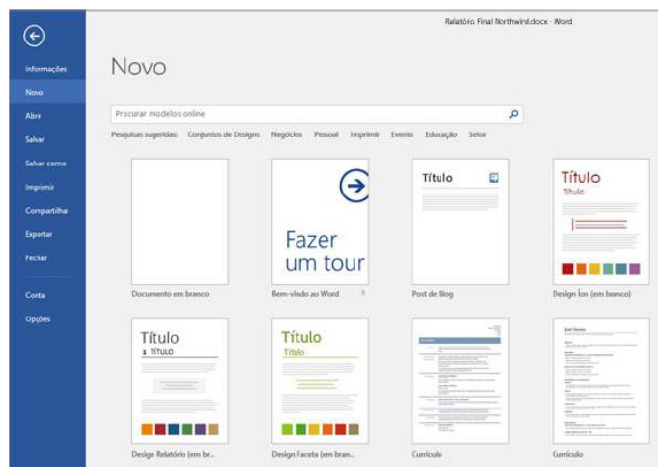 Relatório Final Northwind.docx - Word
Informações
Novo
Abrir
Salvar
Salvar como
Imprimir
Compartilhar
Exportar
Fechar
Conta
Opções
Novo
Procurar modelos online
Pesquisas sugeridas: Conjuntos de Designs Negócios Pessoal Imprimir Evento Educação Setor
Fazer
um tour
Título
Título
Título
Documento em branco
Bem-vindo ao Word
Post de Blog
Design Íon (em branco)
Título
1 TÍTULO
Título
Título
Design Relatório (em br...
Design Faceta (em bran...
Currículo
Currículo